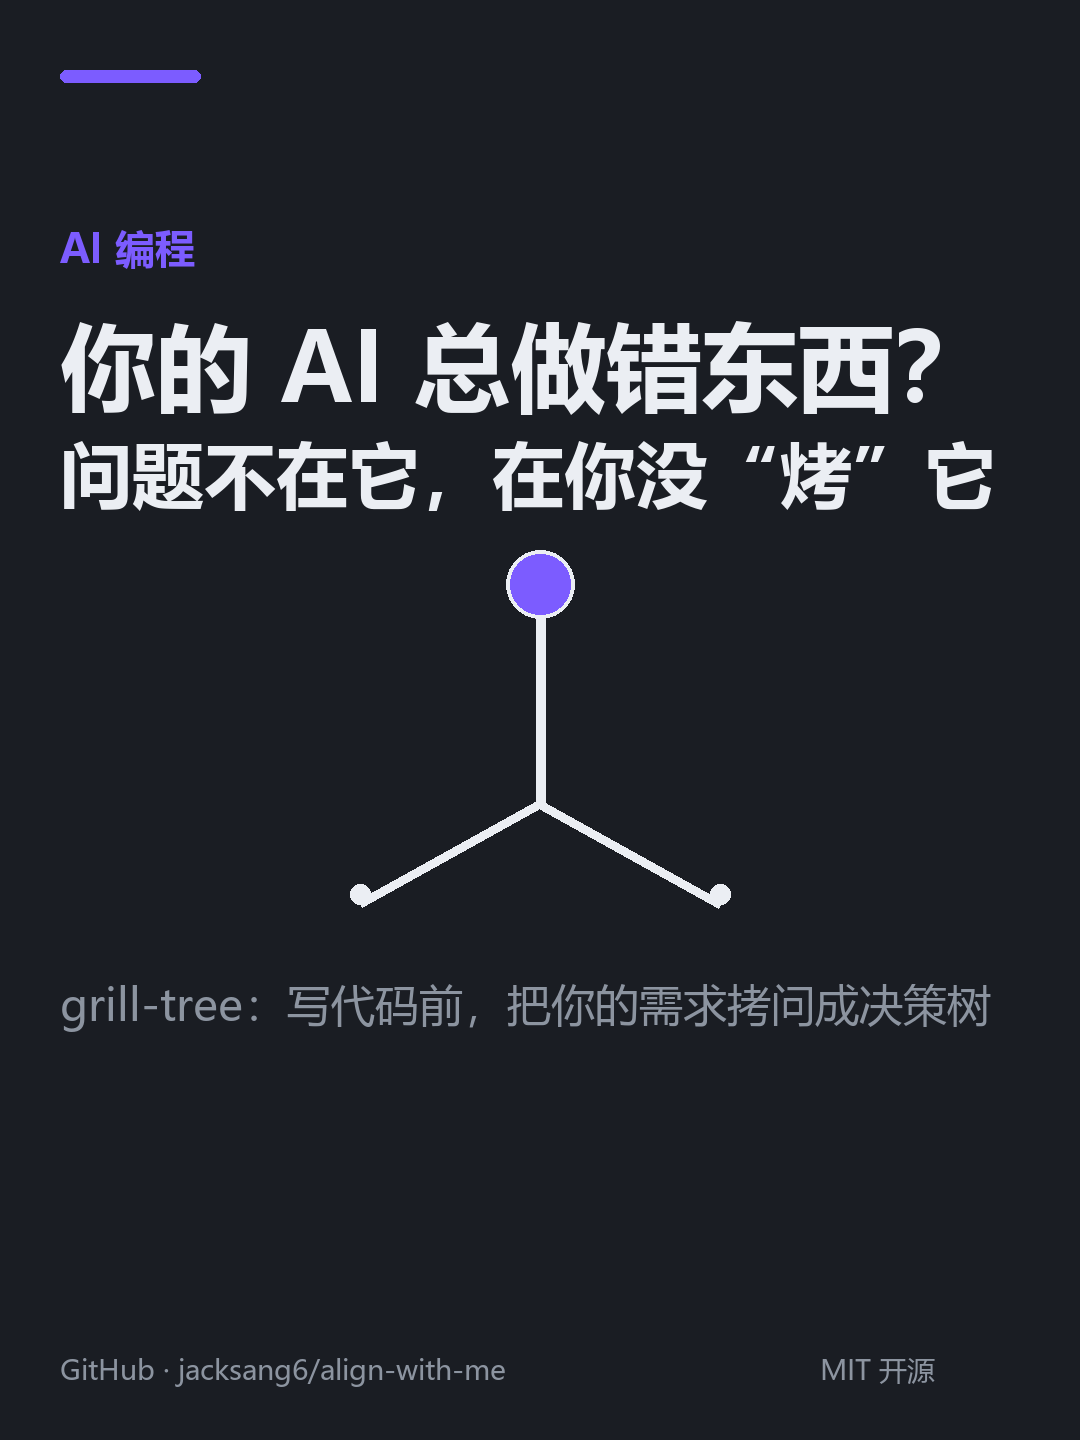 AI 编程
你的 AI 总做错东西?
问题不在它，在你没“烤”它
grill-tree：写代码前，把你的需求拷问成决策树
GitHub · jacksang6/align-with-me
MIT 开源